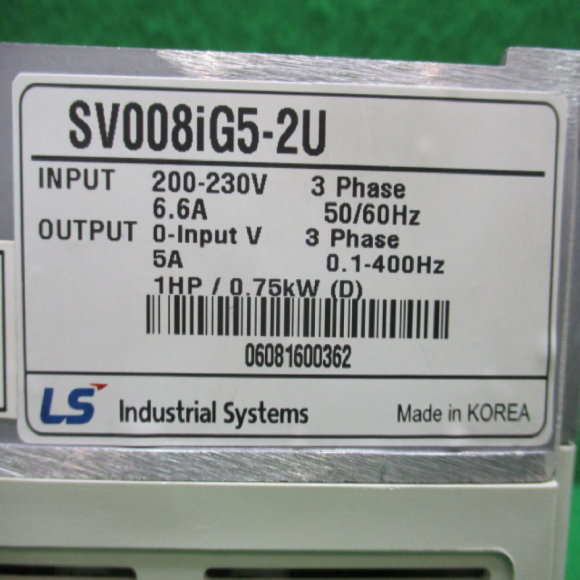 SV008iG5-2U
INPUT 200-230V 3 Phase
6.6A 50/60Hz
OUTPUT 0-Input V 3 Phase
5A 0.1-400Hz
1HP / 0.75kW (D)
06081600362
LS Industrial Systems Made in KOREA